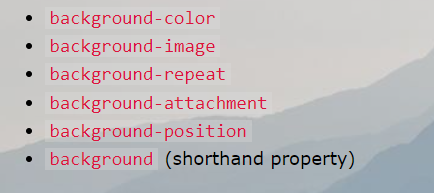 background-color
background-image
background-repeat
background-attachment
background-position
background (shorthand property)